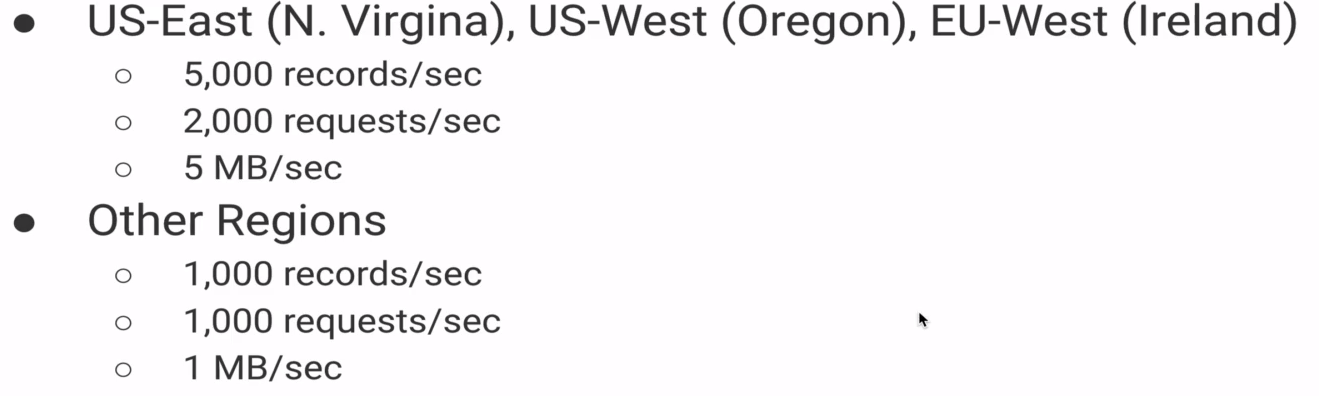 ● US-East (N. Virgina), US-West (Oregon), EU-West (Ireland)
○ 5,000 records/sec
○ 2,000 requests/sec
○ 5 MB/sec
● Other Regions
○ 1,000 records/sec
○ 1,000 requests/sec
○ 1 MB/sec